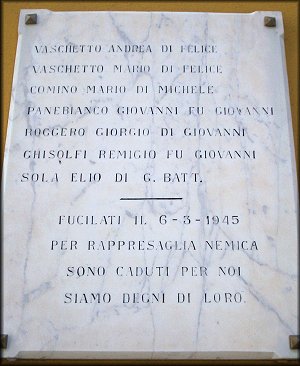 VASCHETTO ANDREA DI FELICE
VASCHETTO MARIO DI FELICE
COMINO MARIO DI MICHELE
PANEBIANCO GIOVANNI FU GIOVANNI
ROGGERO GIORGIO DI GIOVANNI
GHISOLFI REMIGIO FU GIOVANNI
SOLA ELIO DI G. BATT.
FUCILATI IL 6-3-1945
PER RAPPRESAGLIA NEMICA
SONO CADUTI PER NOI
SIAMO DEGNI DI LORO.